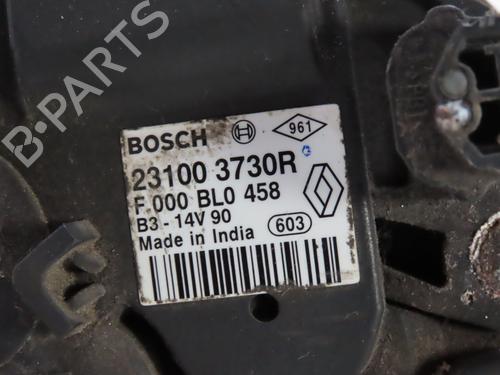 B-PARTS
BOSCH
961
23100 3730R
F 000 BL0 458
B3 - 14V 90
Made in India
603